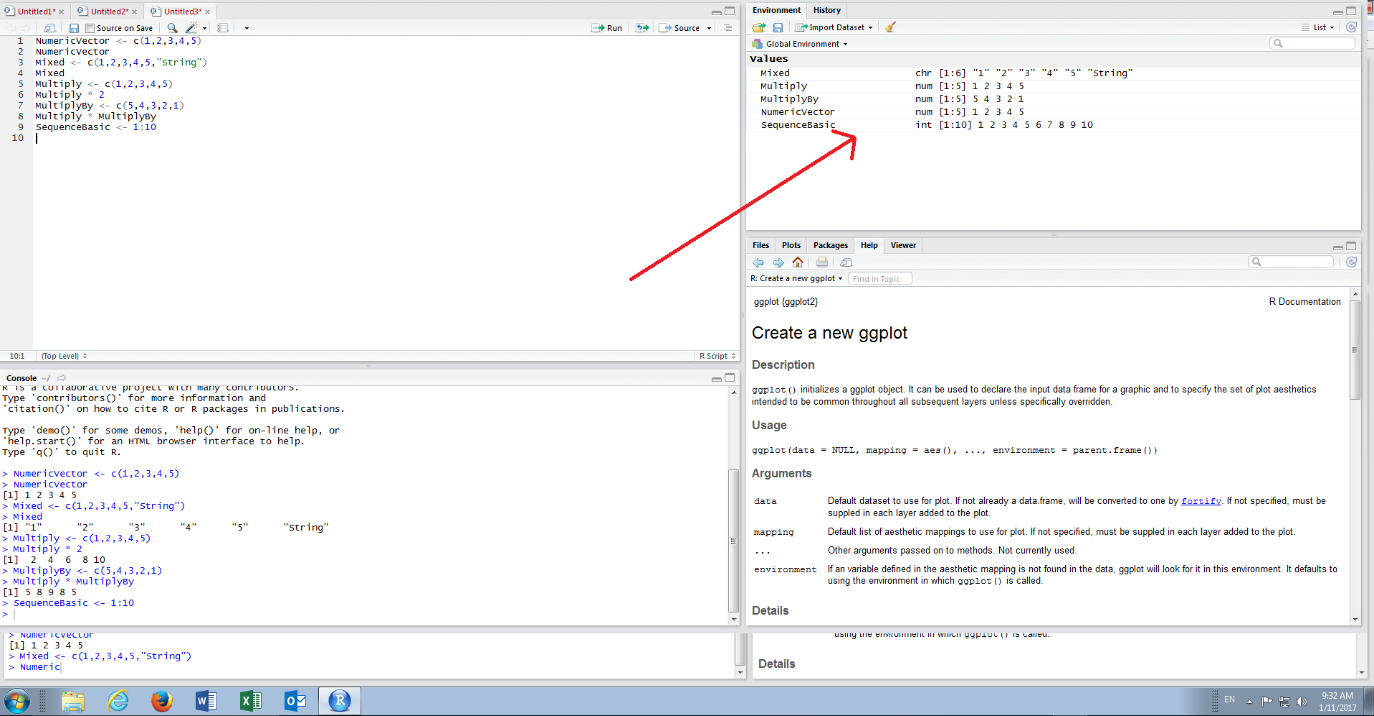 Untitled1* × Untitled2* × Untitled3* ×
Source on Save Run Source
1 NumericVector <- c(1,2,3,4,5)
2 NumericVector
3 Mixed <- c(1,2,3,4,5,"String")
4 Mixed
5 Multiply <- c(1,2,3,4,5)
6 Multiply * 2
7 MultiplyBy <- c(5,4,3,2,1)
8 Multiply * MultiplyBy
9 SequenceBasic <- 1:10
10
10:1 (Top Level) R Script
Console ~/
R is a collaborative project with many contributors.
Type 'contributors()' for more information and
'citation()' on how to cite R or R packages in publications.
Type 'demo()' for some demos, 'help()' for on-line help, or
'help.start()' for an HTML browser interface to help.
Type 'q()' to quit R.
> NumericVector <- c(1,2,3,4,5)
> NumericVector
[1] 1 2 3 4 5
> Mixed <- c(1,2,3,4,5,"String")
> Mixed
[1] "1" "2" "3" "4" "5" "String"
> Multiply <- c(1,2,3,4,5)
> Multiply * 2
[1] 2 4 6 8 10
> MultiplyBy <- c(5,4,3,2,1)
> Multiply * MultiplyBy
[1] 5 8 9 8 5
> SequenceBasic <- 1:10
>
> NumericVector
[1] 1 2 3 4 5
> Mixed <- c(1,2,3,4,5,"String")
> Numeric
Environment History
Import Dataset List
Global Environment
Values
Mixed chr [1:6] "1" "2" "3" "4" "5" "String"
Multiply num [1:5] 1 2 3 4 5
MultiplyBy num [1:5] 5 4 3 2 1
NumericVector num [1:5] 1 2 3 4 5
SequenceBasic int [1:10] 1 2 3 4 5 6 7 8 9 10
Files Plots Packages Help Viewer
R: Create a new ggplot Find in Topic
ggplot {ggplot2} R Documentation
Create a new ggplot
Description
ggplot() initializes a ggplot object. It can be used to declare the input data frame for a graphic and to specify the set of plot aesthetics
intended to be common throughout all subsequent layers unless specifically overridden.
Usage
ggplot(data = NULL, mapping = aes(), ..., environment = parent.frame())
Arguments
data Default dataset to use for plot. If not already a data.frame, will be converted to one by fortify. If not specified, must be
suppled in each layer added to the plot.
mapping Default list of aesthetic mappings to use for plot. If not specified, must be suppled in each layer added to the plot.
... Other arguments passed on to methods. Not currently used.
environment If an variable defined in the aesthetic mapping is not found in the data, ggplot will look for it in this environment. It defaults to
using the environment in which ggplot() is called.
Details
using the environment in which ggplot() is called.
Details
EN 9:32 AM
1/11/2017